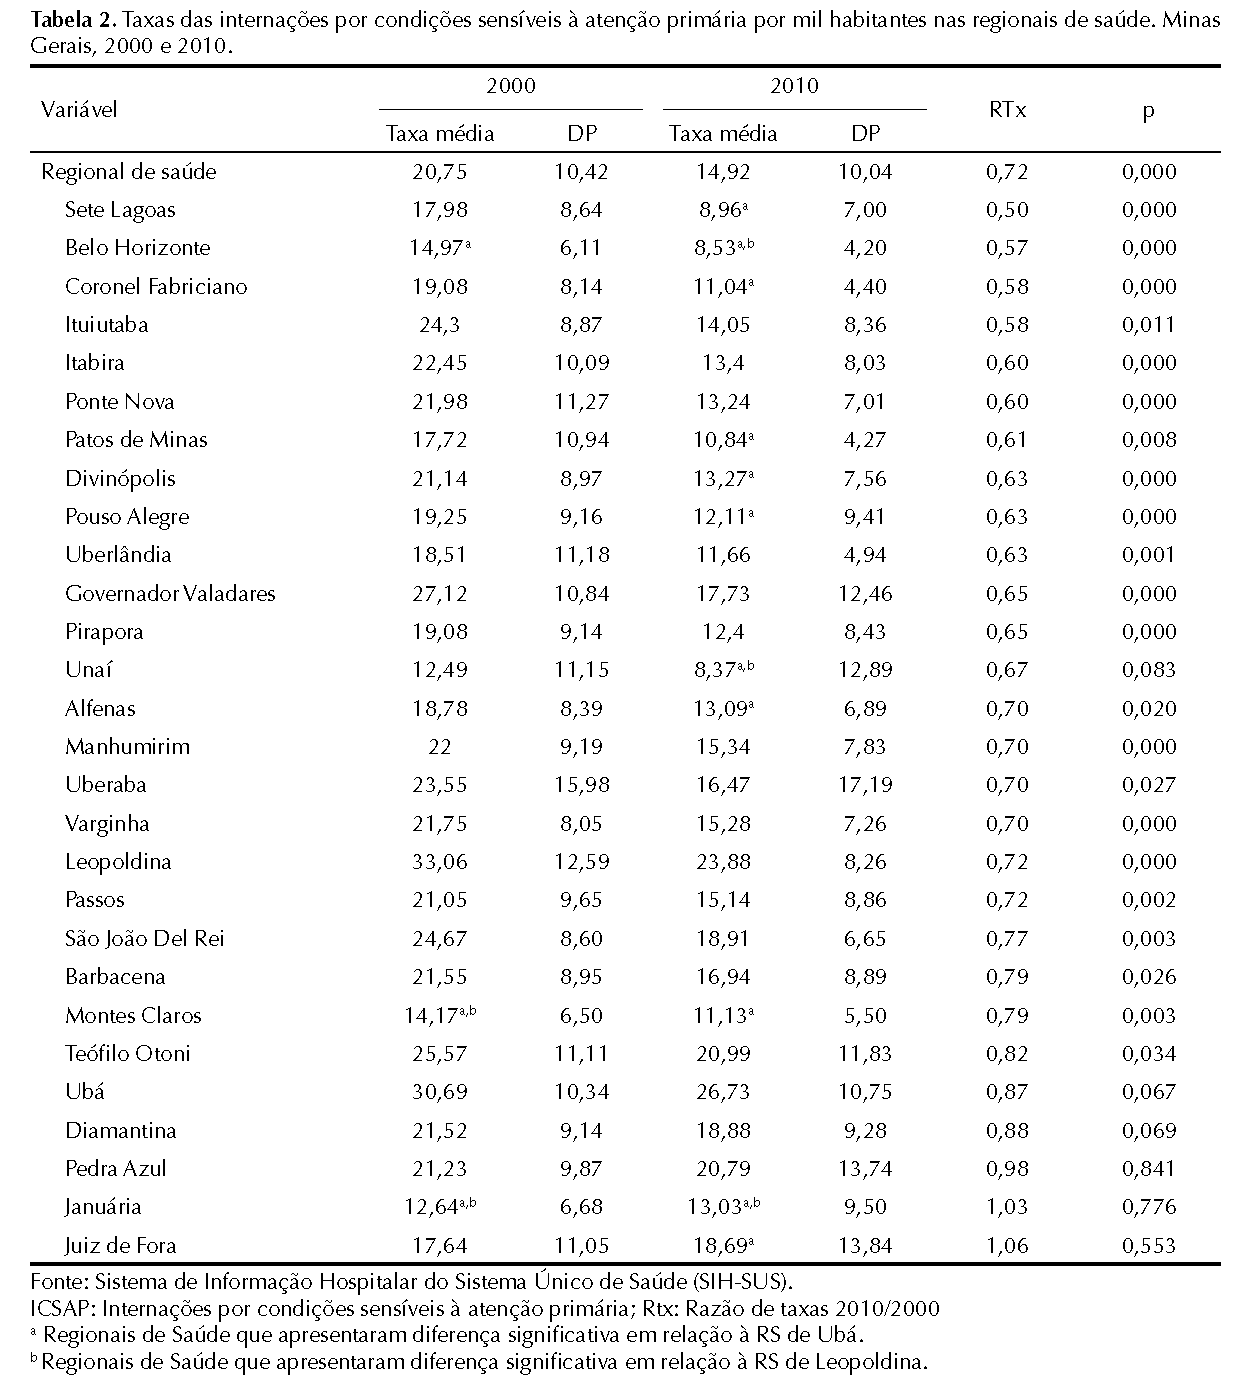 Tabela 2. Taxas das internações por condições sensíveis à atenção primária por mil habitantes nas regionais de saúde. Minas
Gerais, 2000 e 2010.
Variável 2000 2010 RTx p
Taxa média DP Taxa média DP
Regional de saúde 20,75 10,42 14,92 10,04 0,72 0,000
Sete Lagoas 17,98 8,64 8,96ª 7,00 0,50 0,000
Belo Horizonte 14,97ª 6,11 8,53ª,ᵇ 4,20 0,57 0,000
Coronel Fabriciano 19,08 8,14 11,04ª 4,40 0,58 0,000
Ituiutaba 24,3 8,87 14,05 8,36 0,58 0,011
Itabira 22,45 10,09 13,4 8,03 0,60 0,000
Ponte Nova 21,98 11,27 13,24 7,01 0,60 0,000
Patos de Minas 17,72 10,94 10,84ª 4,27 0,61 0,008
Divinópolis 21,14 8,97 13,27ª 7,56 0,63 0,000
Pouso Alegre 19,25 9,16 12,11ª 9,41 0,63 0,000
Uberlândia 18,51 11,18 11,66 4,94 0,63 0,001
Governador Valadares 27,12 10,84 17,73 12,46 0,65 0,000
Pirapora 19,08 9,14 12,4 8,43 0,65 0,000
Unaí 12,49 11,15 8,37ª,ᵇ 12,89 0,67 0,083
Alfenas 18,78 8,39 13,09ª 6,89 0,70 0,020
Manhumirim 22 9,19 15,34 7,83 0,70 0,000
Uberaba 23,55 15,98 16,47 17,19 0,70 0,027
Varginha 21,75 8,05 15,28 7,26 0,70 0,000
Leopoldina 33,06 12,59 23,88 8,26 0,72 0,000
Passos 21,05 9,65 15,14 8,86 0,72 0,002
São João Del Rei 24,67 8,60 18,91 6,65 0,77 0,003
Barbacena 21,55 8,95 16,94 8,89 0,79 0,026
Montes Claros 14,17ª,ᵇ 6,50 11,13ª 5,50 0,79 0,003
Teófilo Otoni 25,57 11,11 20,99 11,83 0,82 0,034
Ubá 30,69 10,34 26,73 10,75 0,87 0,067
Diamantina 21,52 9,14 18,88 9,28 0,88 0,069
Pedra Azul 21,23 9,87 20,79 13,74 0,98 0,841
Januária 12,64ª,ᵇ 6,68 13,03ª,ᵇ 9,50 1,03 0,776
Juiz de Fora 17,64 11,05 18,69ª 13,84 1,06 0,553
Fonte: Sistema de Informação Hospitalar do Sistema Único de Saúde (SIH-SUS).
ICSAP: Internações por condições sensíveis à atenção primária; Rtx: Razão de taxas 2010/2000
ª Regionais de Saúde que apresentaram diferença significativa em relação à RS de Ubá.
ᵇ Regionais de Saúde que apresentaram diferença significativa em relação à RS de Leopoldina.